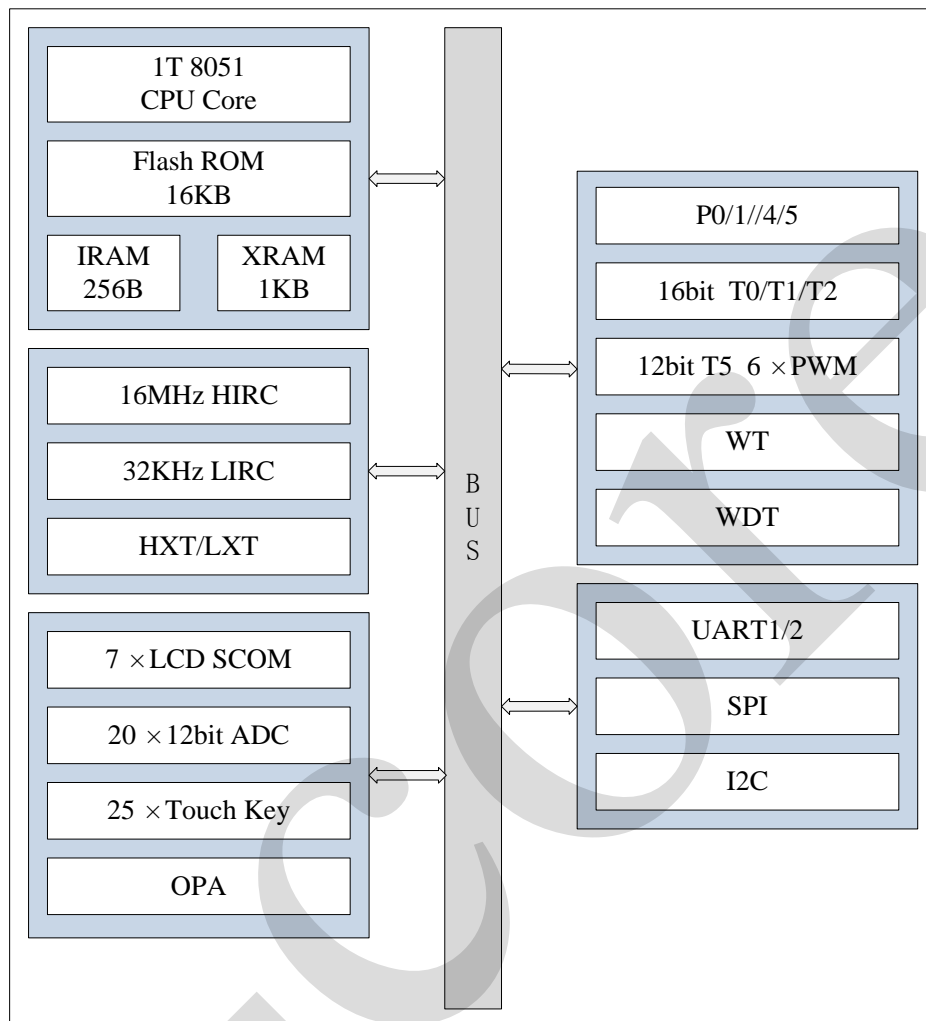 1T 8051
CPU Core
Flash ROM
16KB
IRAM
256B
XRAM
1KB
16MHz HIRC
32KHz LIRC
HXT/LXT
7 ×LCD SCOM
20 ×12bit ADC
25 ×Touch Key
OPA
B
U
S
P0/1//4/5
16bit T0/T1/T2
12bit T5 6 ×PWM
WT
WDT
UART1/2
SPI
I2C
core